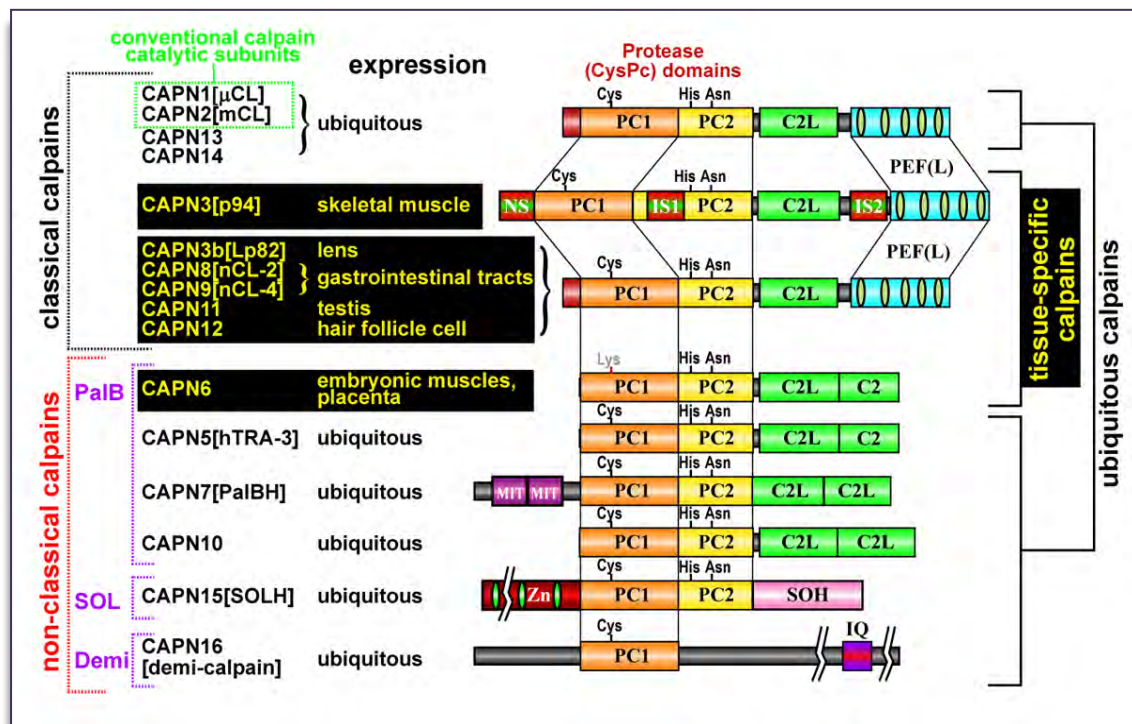 conventional calpain
catalytic subunits
expression
Protease
(CysPc) domains
classical calpains
CAPN1[μCL]
CAPN2[mCL]
CAPN13
CAPN14
ubiquitous
Cys His Asn
PC1 PC2 C2L
PEF(L)
CAPN3[p94] skeletal muscle
Cys His Asn
NS PC1 IS1 PC2 C2L IS2
PEF(L)
CAPN3b[Lp82] lens
CAPN8[nCL-2]
CAPN9[nCL-4]
gastrointestinal tracts
CAPN11 testis
CAPN12 hair follicle cell
Cys His Asn
PC1 PC2 C2L
tissue-specific
calpains
ubiquitous calpains
non-classical calpains
PalB
CAPN6 embryonic muscles,
placenta
Lys His Asn
PC1 PC2 C2L C2
CAPN5[hTRA-3] ubiquitous
Cys His Asn
PC1 PC2 C2L C2
CAPN7[PalBH] ubiquitous
Cys His Asn
MIT MIT PC1 PC2 C2L C2L
CAPN10 ubiquitous
Cys His Asn
PC1 PC2 C2L C2L
SOL
CAPN15[SOLH] ubiquitous
Cys His Asn
Zn PC1 PC2 SOH
Demi
CAPN16
[demi-calpain] ubiquitous
Cys
PC1
IQ